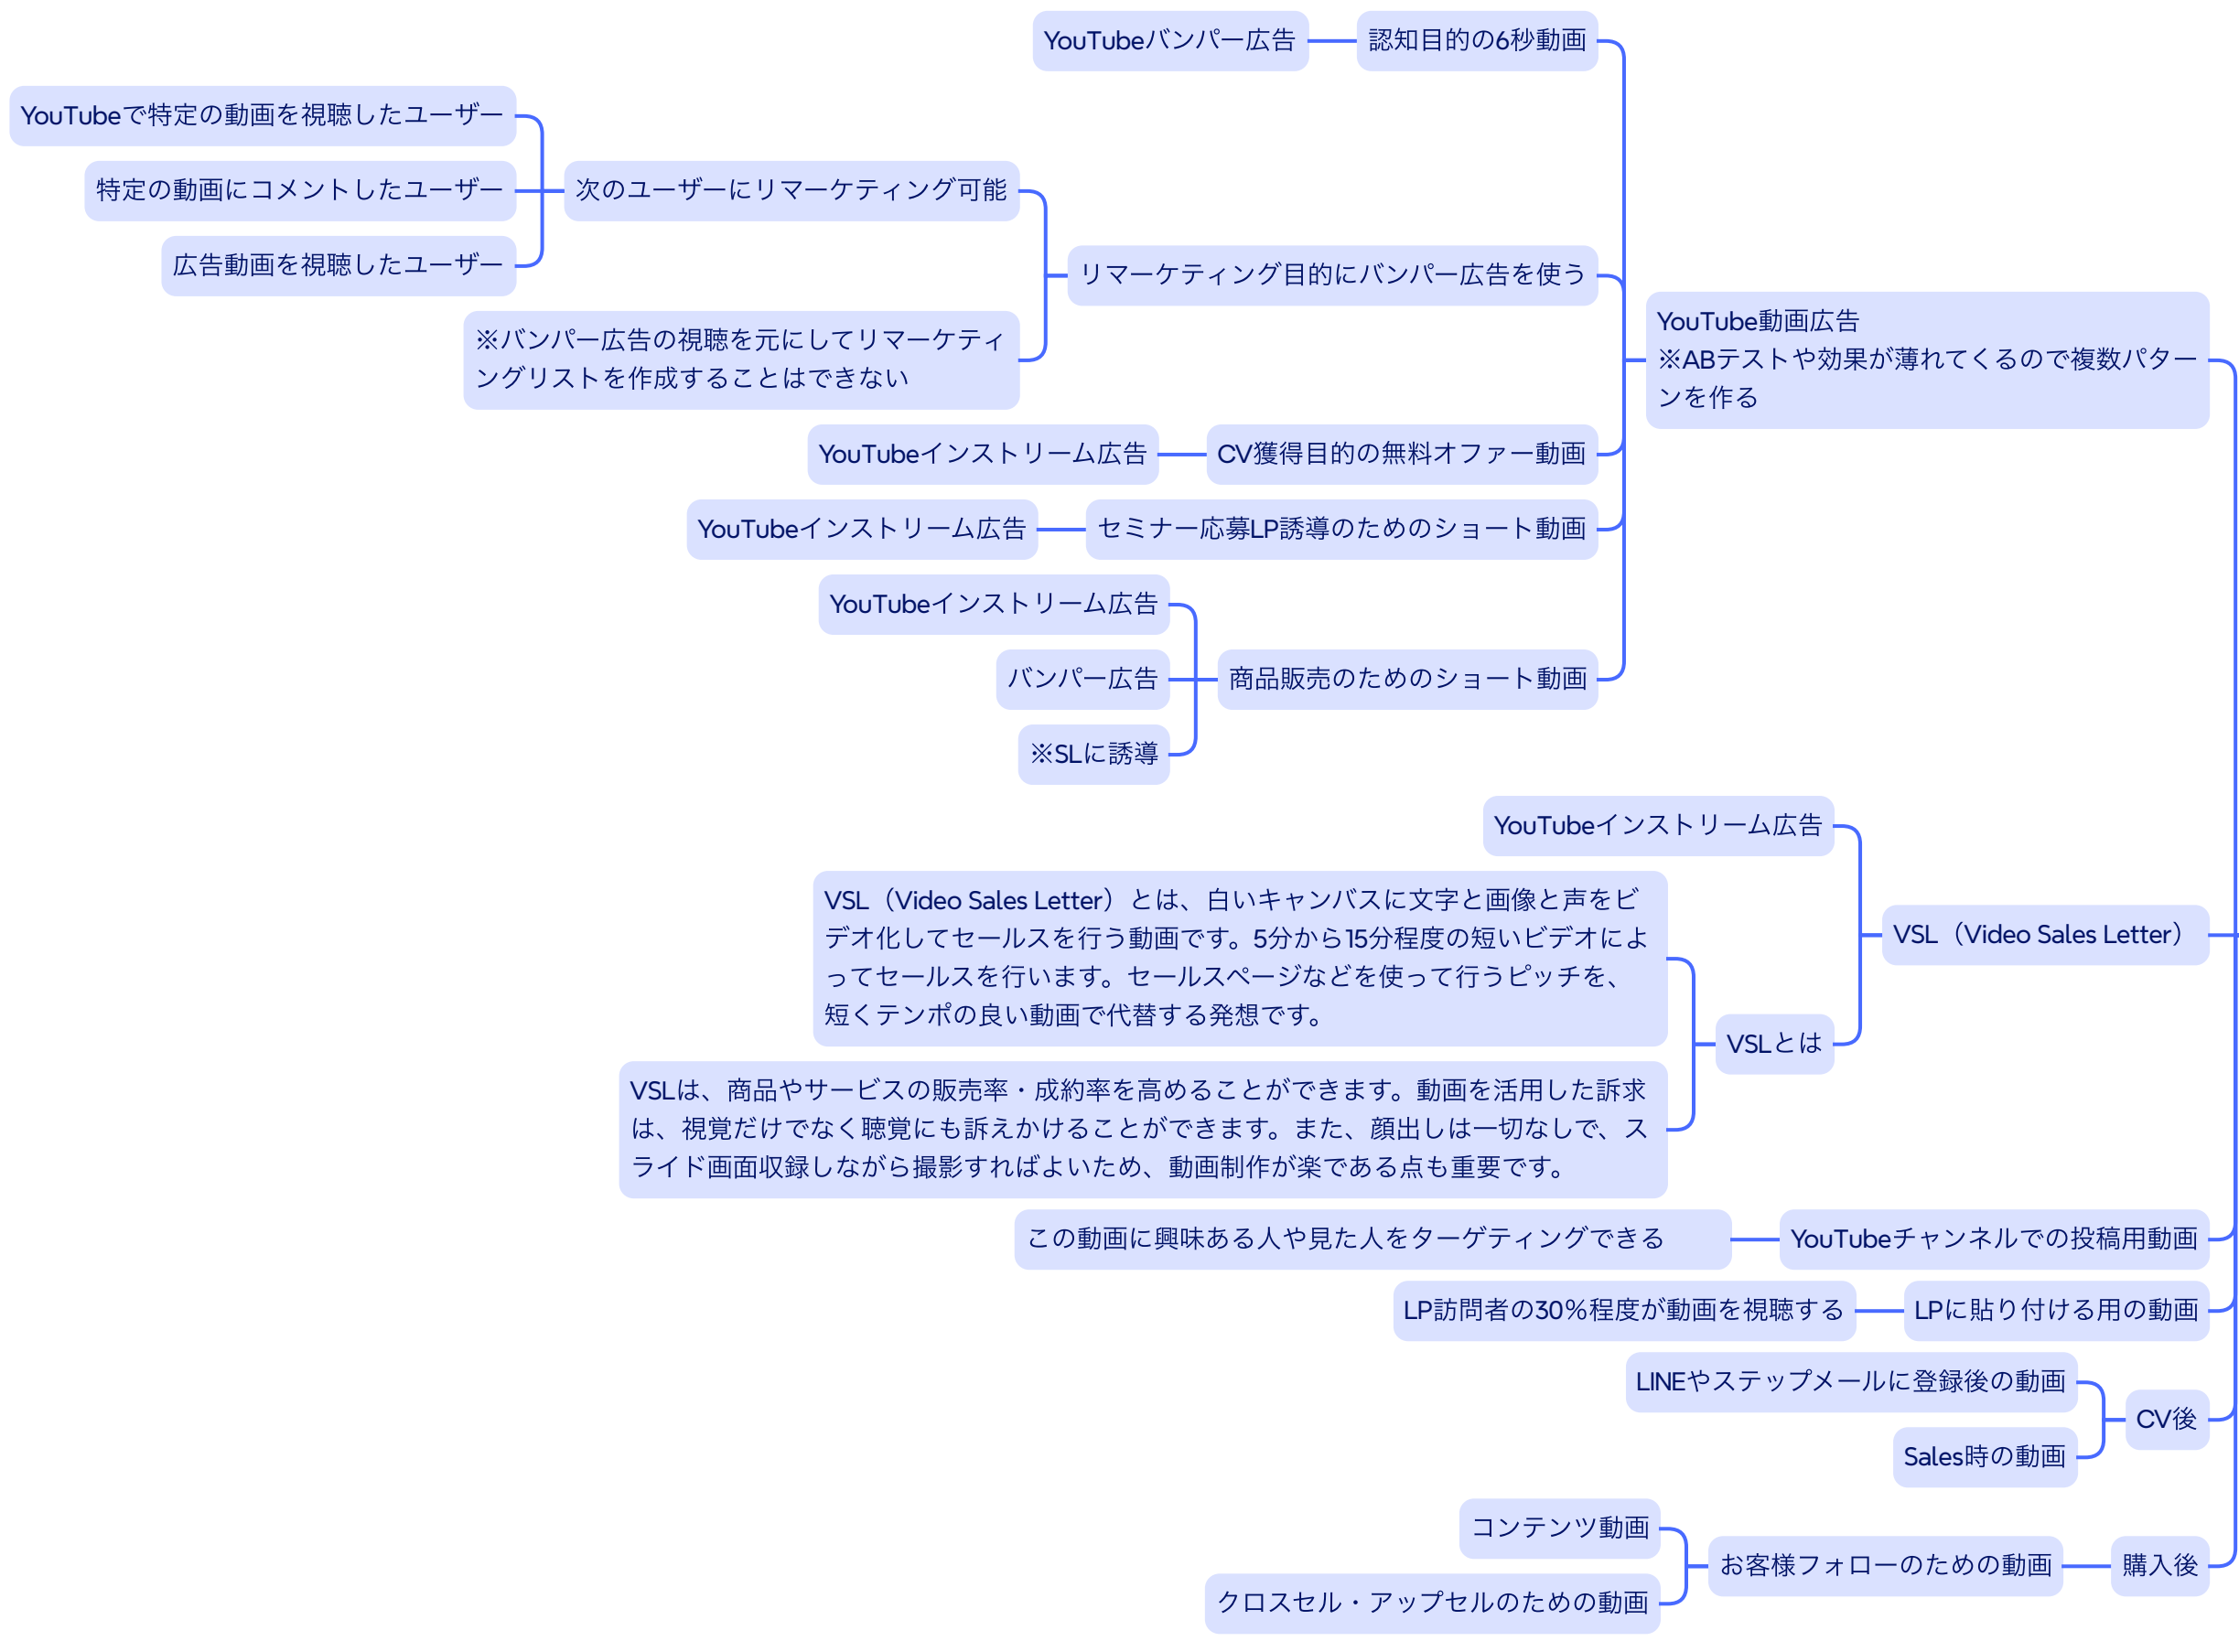 YouTubeバンパー広告
認知目的の6秒動画
YouTubeで特定の動画を視聴したユーザー
特定の動画にコメントしたユーザー
次のユーザーにリマーケティング可能
広告動画を視聴したユーザー
リマーケティング目的にバンパー広告を使う
※バンパー広告の視聴を元にしてリマーケティ
ングリストを作成することはできない
YouTube動画広告
※ABテストや効果が薄れてくるので複数パター
ンを作る
YouTubeインストリーム広告
CV獲得目的の無料オファー動画
YouTubeインストリーム広告
セミナー応募LP誘導のためのショート動画
YouTubeインストリーム広告
バンパー広告
商品販売のためのショート動画
※SLに誘導
YouTubeインストリーム広告
VSL（Video Sales Letter）とは、白いキャンバスに文字と画像と声をビ
デオ化してセールスを行う動画です。5分から15分程度の短いビデオによ
ってセールスを行います。セールスページなどを使って行うピッチを、
短くテンポの良い動画で代替する発想です。
VSL（Video Sales Letter）
VSLとは
VSLは、商品やサービスの販売率・成約率を高めることができます。動画を活用した訴求
は、視覚だけでなく聴覚にも訴えかけることができます。また、顔出しは一切なしで、ス
ライド画面収録しながら撮影すればよいため、動画制作が楽である点も重要です。
この動画に興味ある人や見た人をターゲティングできる
YouTubeチャンネルでの投稿用動画
LP訪問者の30%程度が動画を視聴する
LPに貼り付ける用の動画
LINEやステップメールに登録後の動画
CV後
Sales時の動画
コンテンツ動画
お客様フォローのための動画
購入後
クロスセル・アップセルのための動画